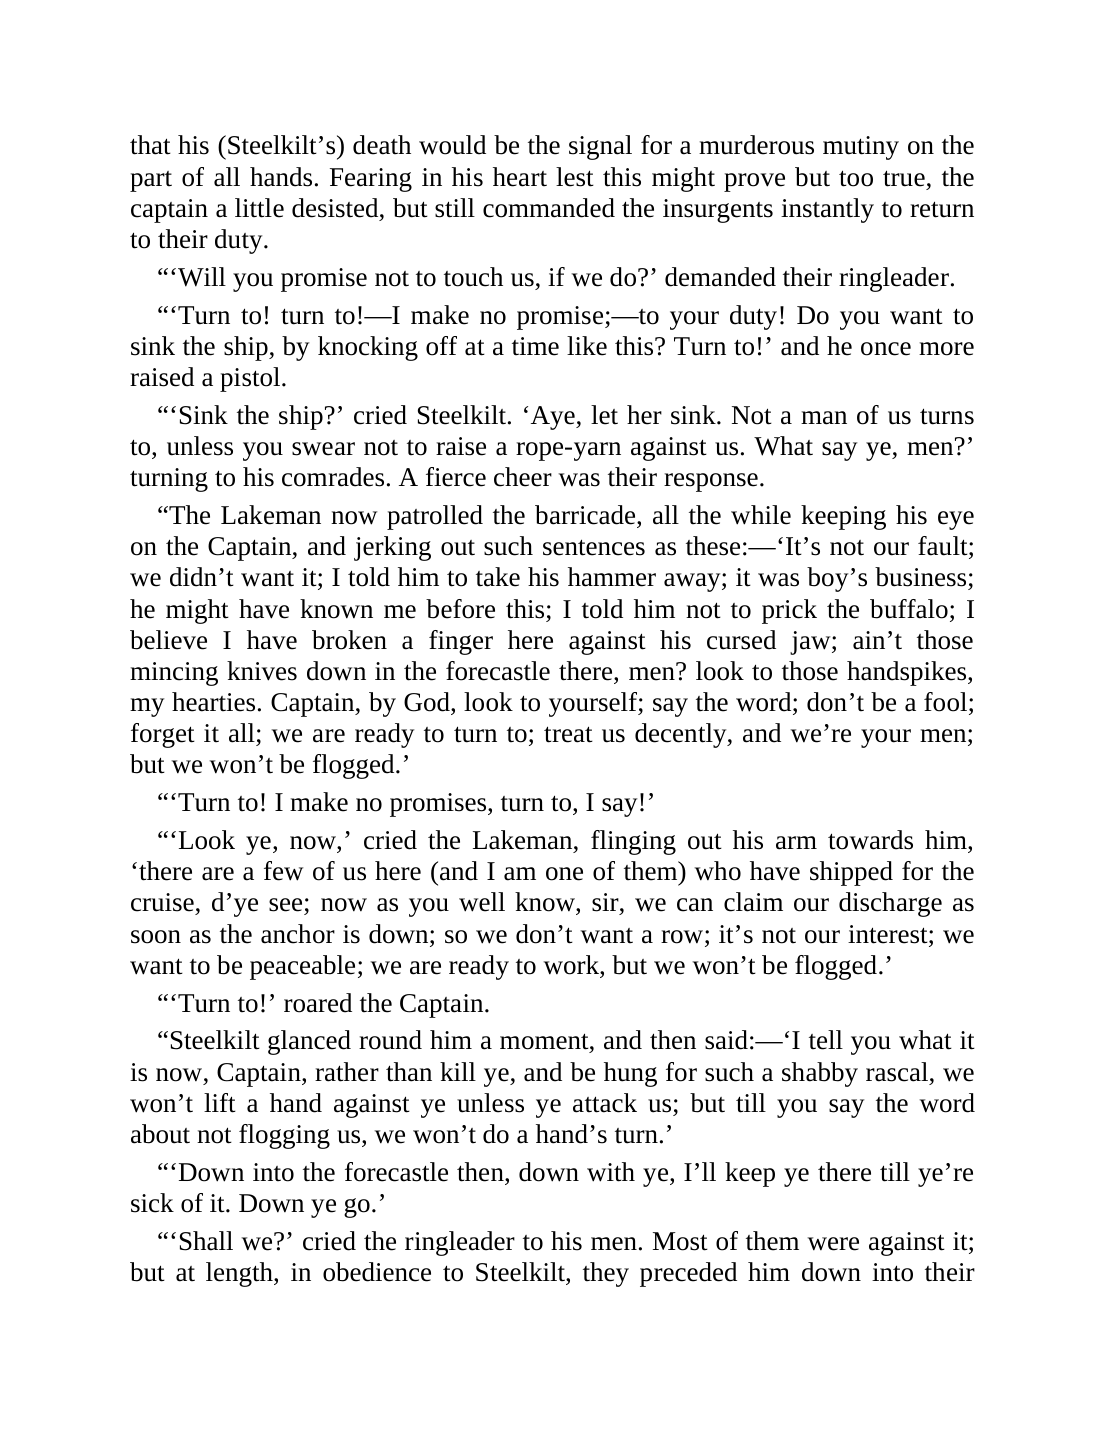 that his (Steelkilt’s) death would be the signal for a murderous mutiny on the
part of all hands. Fearing in his heart lest this might prove but too true, the
captain a little desisted, but still commanded the insurgents instantly to return
to their duty.
“‘Will you promise not to touch us, if we do?’ demanded their ringleader.
“‘Turn to! turn to!—I make no promise;—to your duty! Do you want to
sink the ship, by knocking off at a time like this? Turn to!’ and he once more
raised a pistol.
“‘Sink the ship?’ cried Steelkilt. ‘Aye, let her sink. Not a man of us turns
to, unless you swear not to raise a rope-yarn against us. What say ye, men?’
turning to his comrades. A fierce cheer was their response.
“The Lakeman now patrolled the barricade, all the while keeping his eye
on the Captain, and jerking out such sentences as these:—‘It’s not our fault;
we didn’t want it; I told him to take his hammer away; it was boy’s business;
he might have known me before this; I told him not to prick the buffalo; I
believe I have broken a finger here against his cursed jaw; ain’t those
mincing knives down in the forecastle there, men? look to those handspikes,
my hearties. Captain, by God, look to yourself; say the word; don’t be a fool;
forget it all; we are ready to turn to; treat us decently, and we’re your men;
but we won’t be flogged.’
“‘Turn to! I make no promises, turn to, I say!’
“‘Look ye, now,’ cried the Lakeman, flinging out his arm towards him,
‘there are a few of us here (and I am one of them) who have shipped for the
cruise, d’ye see; now as you well know, sir, we can claim our discharge as
soon as the anchor is down; so we don’t want a row; it’s not our interest; we
want to be peaceable; we are ready to work, but we won’t be flogged.’
“‘Turn to!’ roared the Captain.
“Steelkilt glanced round him a moment, and then said:—‘I tell you what it
is now, Captain, rather than kill ye, and be hung for such a shabby rascal, we
won’t lift a hand against ye unless ye attack us; but till you say the word
about not flogging us, we won’t do a hand’s turn.’
“‘Down into the forecastle then, down with ye, I’ll keep ye there till ye’re
sick of it. Down ye go.’
“‘Shall we?’ cried the ringleader to his men. Most of them were against it;
but at length, in obedience to Steelkilt, they preceded him down into their